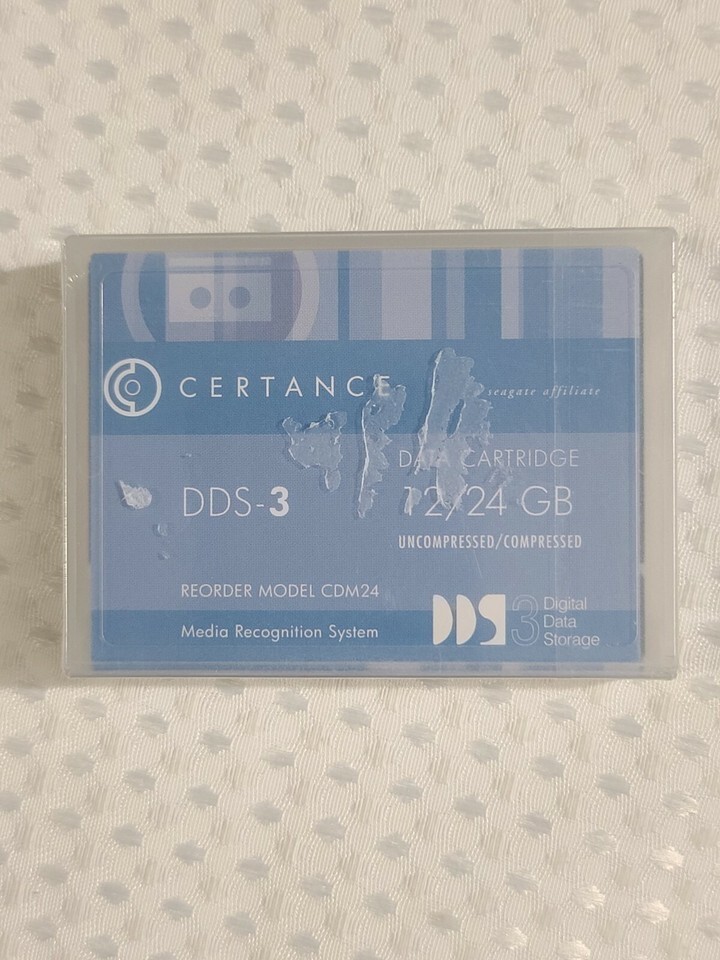 CERTANCE
seagate affiliate
DATA CARTRIDGE
DDS-3
12/24 GB
UNCOMPRESSED/COMPRESSED
REORDER MODEL CDM24
Media Recognition System
DDS 3
Digital
Data
Storage